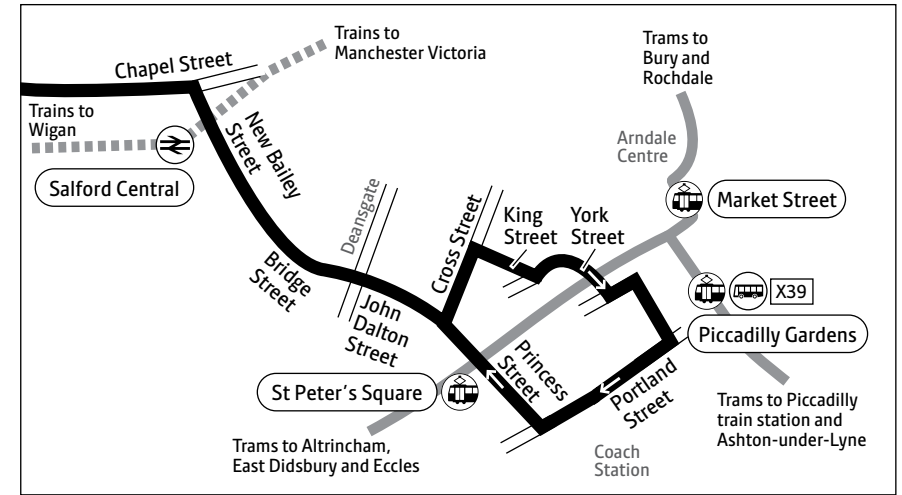 Trains to
Manchester Victoria
Chapel Street
Trams to
Bury and
Rochdale
Trains to
Wigan
New Bailey
Street
Arndale
Centre
Salford Central
Deansgate
Cross Street
King
Street
York
Street
Market Street
Bridge
Street
X39
John
Dalton
Street
Piccadilly Gardens
Princess
Street
St Peter's Square
Portland
Street
Trams to Piccadilly
train station and
Ashton-under-Lyne
Trams to Altrincham,
East Didsbury and Eccles
Coach
Station